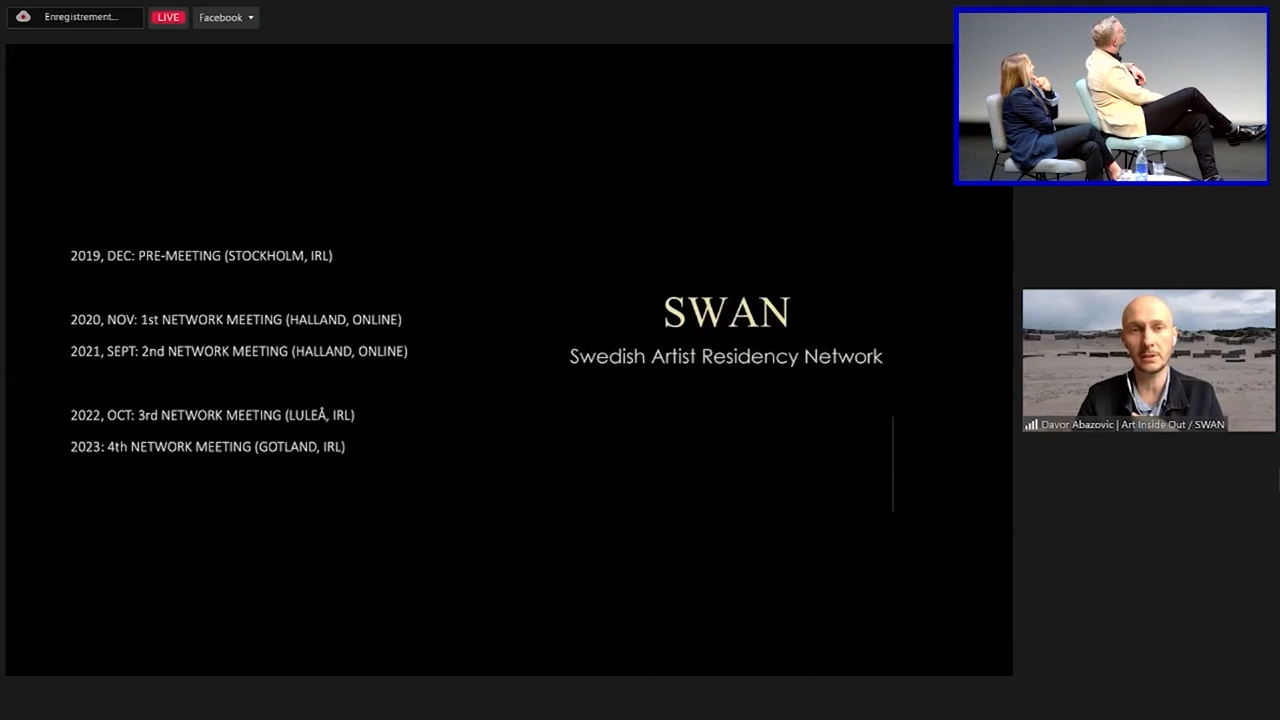 Enregistrement...
LIVE
Facebook
2019, DEC: PRE-MEETING (STOCKHOLM, IRL)
2020, NOV: 1st NETWORK MEETING (HALLAND, ONLINE)
2021, SEPT: 2nd NETWORK MEETING (HALLAND, ONLINE)
2022, OCT: 3rd NETWORK MEETING (LULEÅ, IRL)
2023: 4th NETWORK MEETING (GOTLAND, IRL)
SWAN
Swedish Artist Residency Network
Davor Abazovic | Art Inside Out / SWAN